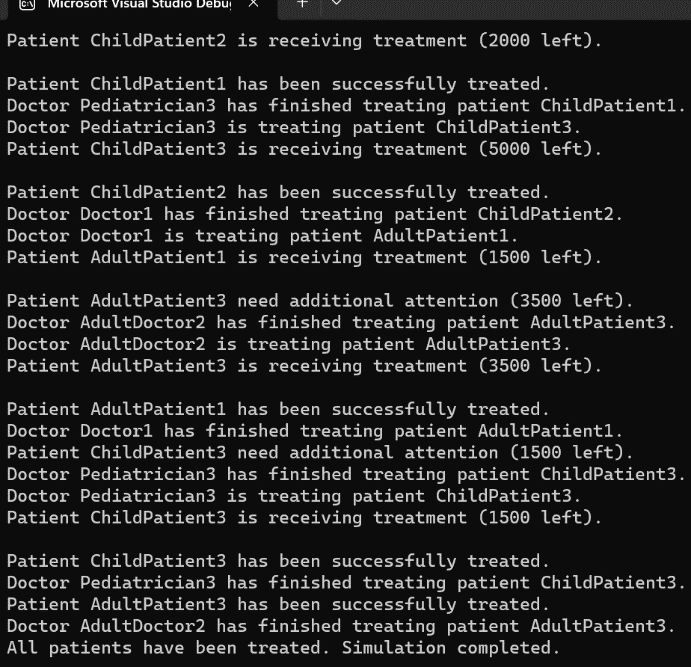 Microsoft Visual Studio Debu
Patient ChildPatient2 is receiving treatment (2000 left).
Patient ChildPatient1 has been successfully treated.
Doctor Pediatrician3 has finished treating patient ChildPatient1.
Doctor Pediatrician3 is treating patient ChildPatient3.
Patient ChildPatient3 is receiving treatment (5000 left).
Patient ChildPatient2 has been successfully treated.
Doctor Doctor1 has finished treating patient ChildPatient2.
Doctor Doctor1 is treating patient AdultPatient1.
Patient AdultPatient1 is receiving treatment (1500 left).
Patient AdultPatient3 need additional attention (3500 left).
Doctor AdultDoctor2 has finished treating patient AdultPatient3.
Doctor AdultDoctor2 is treating patient AdultPatient3.
Patient AdultPatient3 is receiving treatment (3500 left).
Patient AdultPatient1 has been successfully treated.
Doctor Doctor1 has finished treating patient AdultPatient1.
Patient ChildPatient3 need additional attention (1500 left).
Doctor Pediatrician3 has finished treating patient ChildPatient3.
Doctor Pediatrician3 is treating patient ChildPatient3.
Patient ChildPatient3 is receiving treatment (1500 left).
Patient ChildPatient3 has been successfully treated.
Doctor Pediatrician3 has finished treating patient ChildPatient3.
Patient AdultPatient3 has been successfully treated.
Doctor AdultDoctor2 has finished treating patient AdultPatient3.
All patients have been treated. Simulation completed.